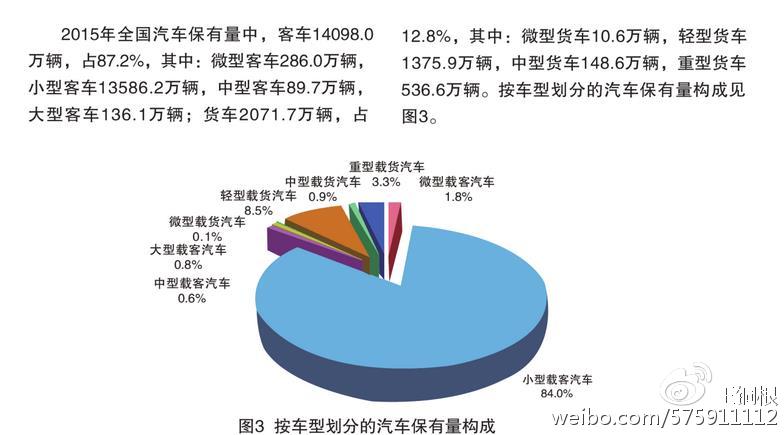 2015年全国汽车保有量中，客车14098.0
万辆，占87.2%，其中：微型客车286.0万辆，
小型客车13586.2万辆，中型客车89.7万辆，
大型客车136.1万辆；货车2071.7万辆，占
12.8%，其中：微型货车10.6万辆，轻型货车
1375.9万辆，中型货车148.6万辆，重型货车
536.6万辆。按车型划分的汽车保有量构成见
图3。
重型载货汽车
3.3%
中型载货汽车
0.9%
微型载客汽车
1.8%
轻型载货汽车
8.5%
微型载货汽车
0.1%
大型载客汽车
0.8%
中型载客汽车
0.6%
小型载客汽车
84.0%
图3 按车型划分的汽车保有量构成
weibo.com/575911112